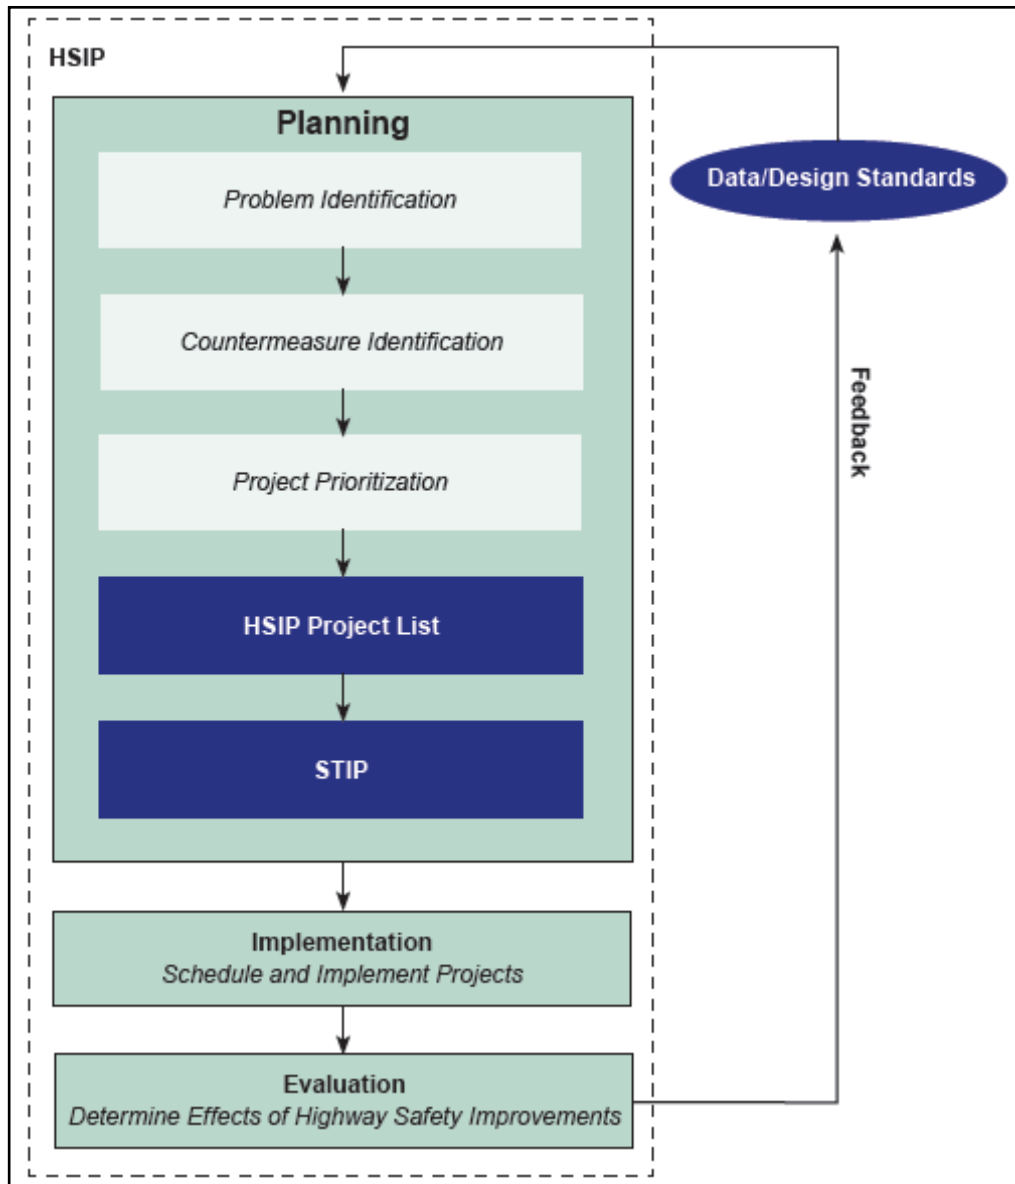 HSIP
Planning
Problem Identification
Countermeasure Identification
Project Prioritization
HSIP Project List
STIP
Implementation
Schedule and Implement Projects
Evaluation
Determine Effects of Highway Safety Improvements
Data/Design Standards
Feedback